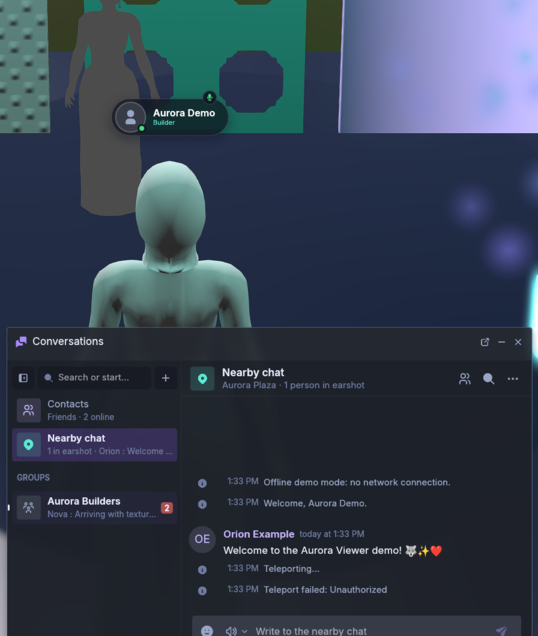 Aurora Demo
Builder
Conversations
Search or start...
Nearby chat
Aurora Plaza · 1 person in earshot
Contacts
Friends · 2 online
Nearby chat
1 in earshot · Orion : Welcome ...
GROUPS
Aurora Builders
Nova : Arriving with textur...
2
1:33 PM Offline demo mode: no network connection.
1:33 PM Welcome, Aurora Demo.
OE
Orion Example today at 1:33 PM
Welcome to the Aurora Viewer demo! 🐺✨❤️
1:33 PM Teleporting...
1:33 PM Teleport failed: Unauthorized
Write to the nearby chat